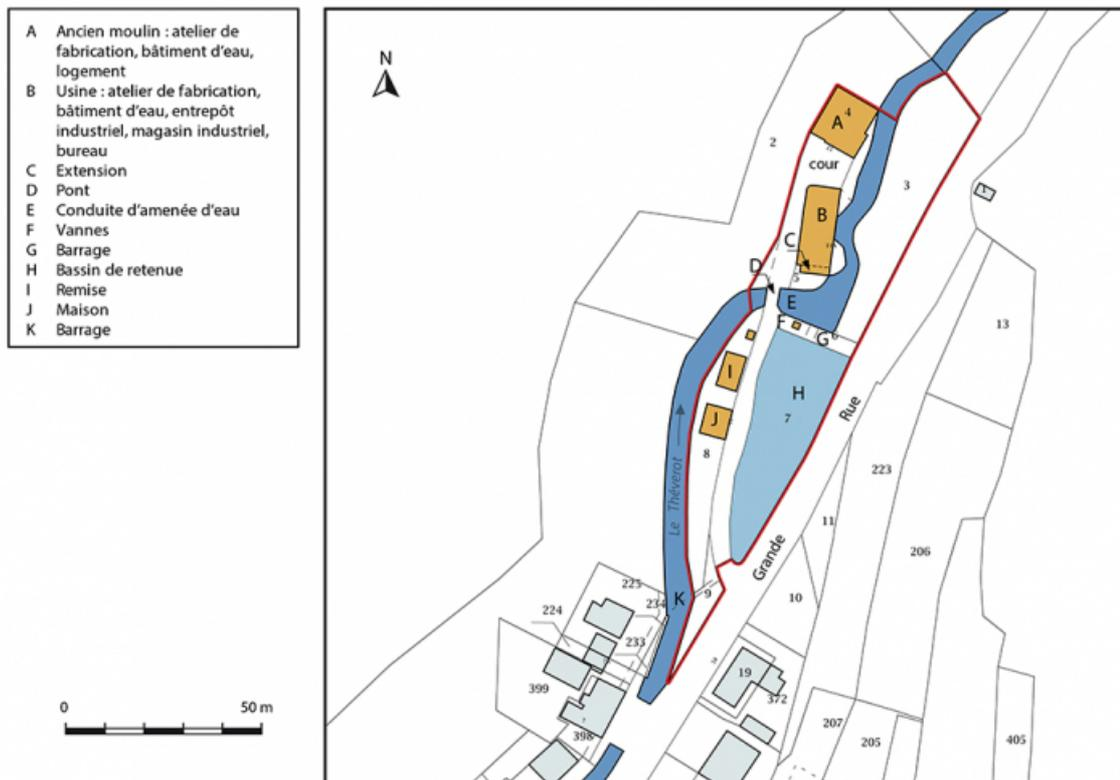 A Ancien moulin : atelier de
fabrication, bâtiment d'eau,
logement
B Usine : atelier de fabrication,
bâtiment d'eau, entrepôt
industriel, magasin industriel,
bureau
C Extension
D Pont
E Conduite d'amenée d'eau
F Vannes
G Barrage
H Bassin de retenue
I Remise
J Maison
K Barrage
N
A 4
2
cour
3
B
C
D
5
E
F
G 6
13
I
H
7
Rue
J
8
223
Le Théverot
11
206
Grande
225
K
9
10
234
224
233
19
399
372
207
398
205
405
0 50 m